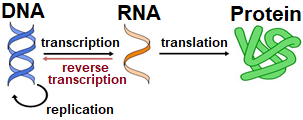 DNA
RNA
Protein
transcription
translation
reverse
transcription
replication